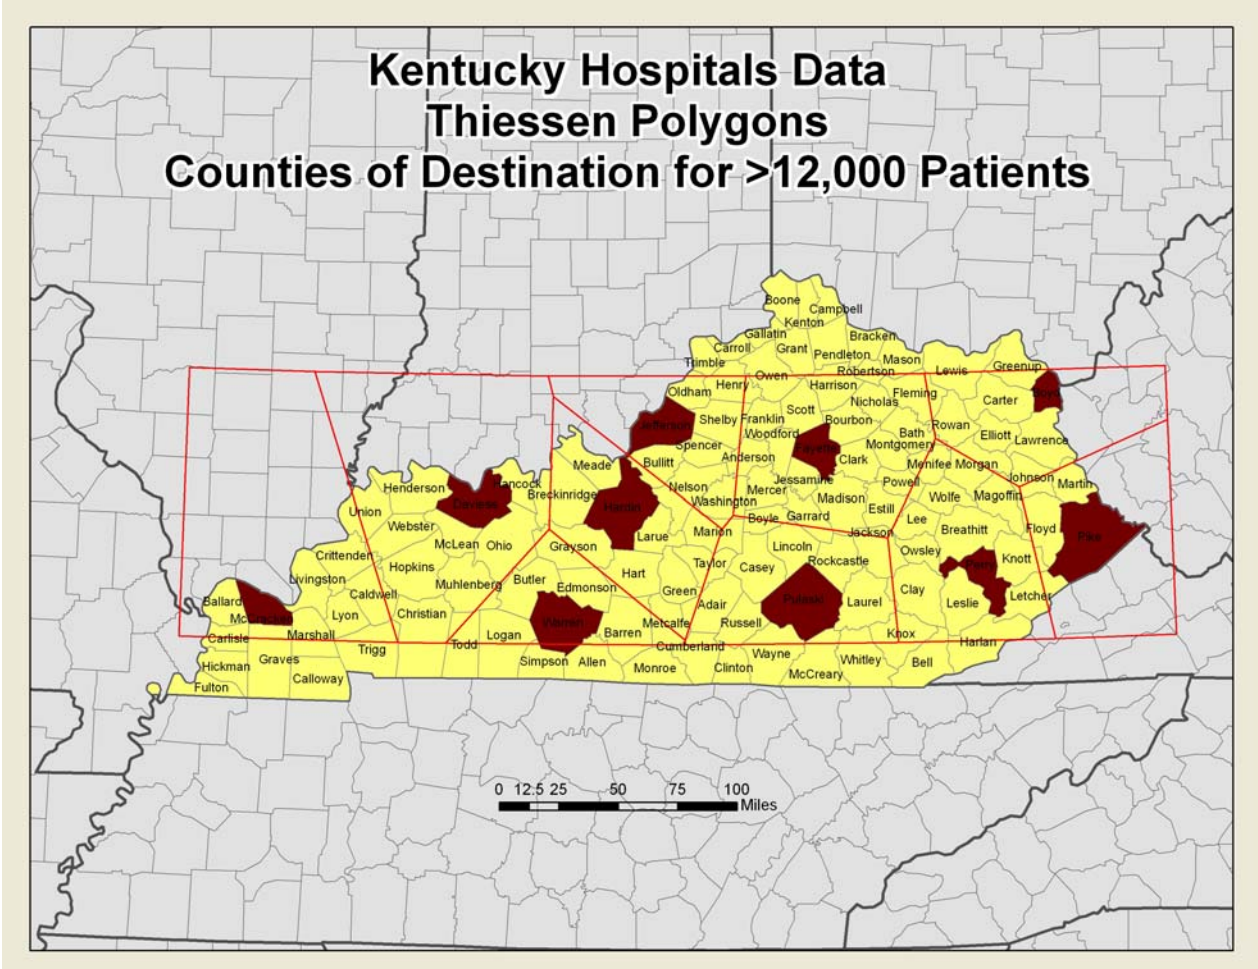 Kentucky Hospitals Data
Thiessen Polygons
Counties of Destination for >12,000 Patients
Boone
Campbell
Kenton
Gallatin
Bracken
Carroll
Grant
Pendleton
Mason
Trimble
Robertson
Lewis
Greenup
Owen
Oldham
Henry
Harrison
Fleming
Carter
Boyd
Nicholas
Scott
Shelby
Franklin
Bourbon
Jefferson
Woodford
Bath
Rowan
Elliott
Lawrence
Spencer
Fayette
Montgomery
Anderson
Clark
Menifee
Morgan
Meade
Bullitt
Jessamine
Johnson
Martin
Henderson
Hancock
Breckinridge
Nelson
Mercer
Madison
Powell
Wolfe
Magoffin
Daviess
Washington
Hardin
Estill
Union
Webster
Boyle
Garrard
Lee
Breathitt
Floyd
Marion
Jackson
Larue
Pike
McLean
Ohio
Grayson
Lincoln
Owsley
Crittenden
Hopkins
Taylor
Casey
Rockcastle
Perry
Knott
Livingston
Muhlenberg
Butler
Edmonson
Hart
Caldwell
Green
Clay
Letcher
Ballard
McCracken
Lyon
Christian
Adair
Pulaski
Laurel
Leslie
Warren
Metcalfe
Russell
Carlisle
Marshall
Logan
Barren
Knox
Trigg
Todd
Cumberland
Harlan
Hickman
Graves
Simpson
Allen
Monroe
Wayne
Whitley
Bell
Calloway
Clinton
McCreary
Fulton
0 12.5 25 50 75 100
Miles